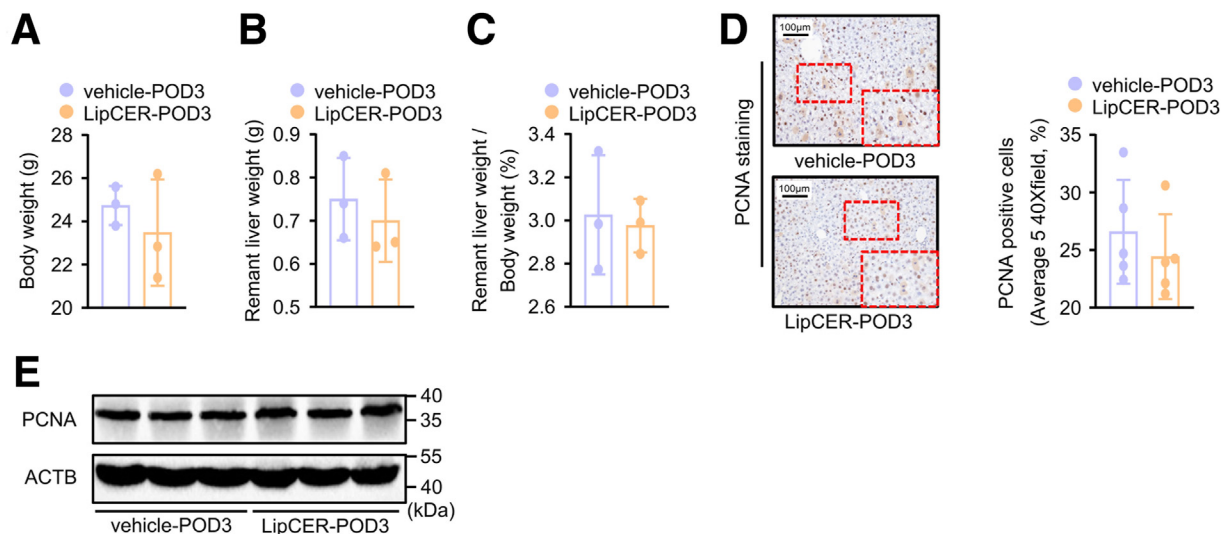 A
vehicle-POD3
LipCER-POD3
Body weight (g)
28
26
24
22
20
B
vehicle-POD3
LipCER-POD3
Remant liver weight (g)
0.9
0.8
0.7
0.6
0.5
C
vehicle-POD3
LipCER-POD3
Remant liver weight /
Body weight (%)
3.4
3.2
3.0
2.8
2.6
D
PCNA staining
100μm
vehicle-POD3
100μm
LipCER-POD3
vehicle-POD3
LipCER-POD3
PCNA positive cells
(Average 5 40Xfield, %)
35
30
25
20
E
PCNA
40
35
ACTB
55
40
(kDa)
vehicle-POD3
LipCER-POD3